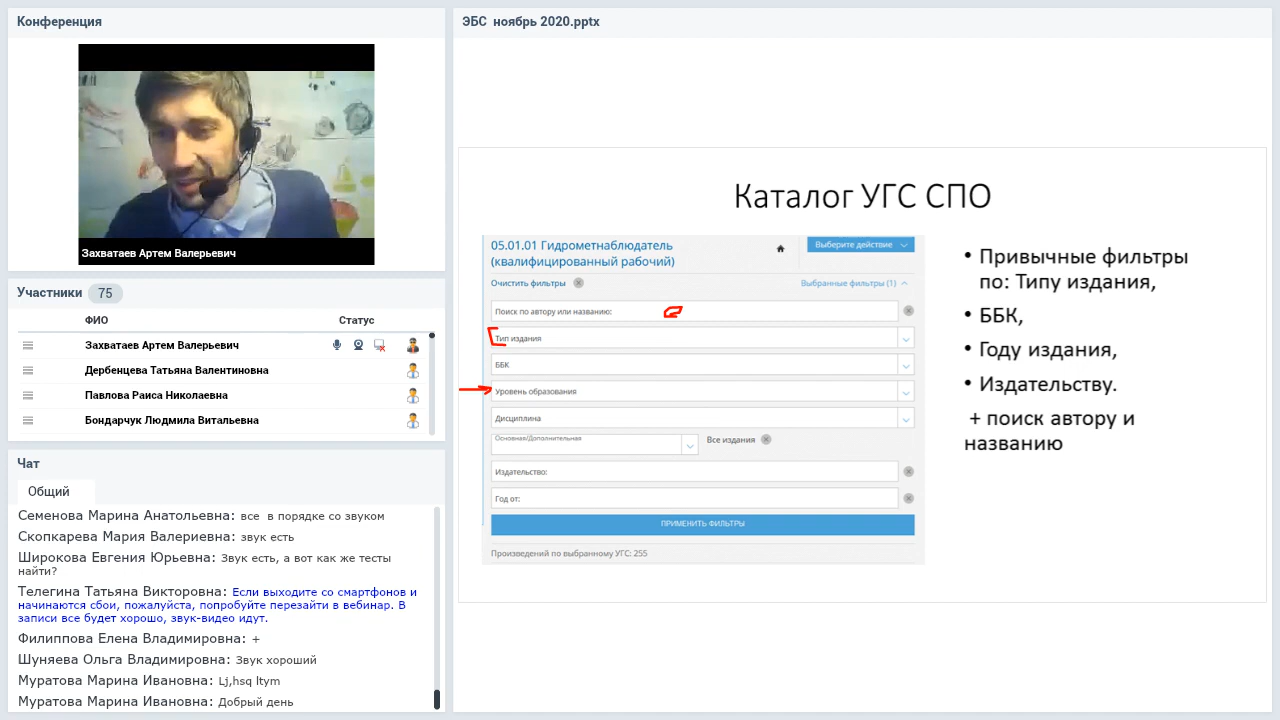 Конференция
Захватаев Артем Валерьевич
Участники 75
ФИО Статус
Захватаев Артем Валерьевич
Дербенцева Татьяна Валентиновна
Павлова Раиса Николаевна
Бондарчук Людмила Витальевна
Чат
Общий
Семенова Марина Анатольевна: все в порядке со звуком
Скопкарева Мария Валериевна: звук есть
Широкова Евгения Юрьевна: Звук есть, а вот как же тесты
найти?
Телегина Татьяна Викторовна: Если выходите со смартфонов и
начинаются сбои, пожалуйста, попробуйте перезайти в вебинар. В
записи все будет хорошо, звук-видео идут.
Филиппова Елена Владимировна: +
Шуняева Ольга Владимировна: Звук хороший
Муратова Марина Ивановна: Lj,hsq ltym
Муратова Марина Ивановна: Добрый день
ЭБС ноябрь 2020.pptx
Каталог УГС СПО
05.01.01 Гидрометнаблюдатель
(квалифицированный рабочий)
Выберите действие
Очистить фильтры
Выбранные фильтры (1)
Поиск по автору или названию:
Тип издания
ББК
Уровень образования
Дисциплина
Основная/Дополнительная
Все издания
Издательство:
Год от:
ПРИМЕНИТЬ ФИЛЬТРЫ
Произведений по выбранному УГС: 255
• Привычные фильтры
по: Типу издания,
• ББК,
• Году издания,
• Издательству.
+ поиск автору и
названию